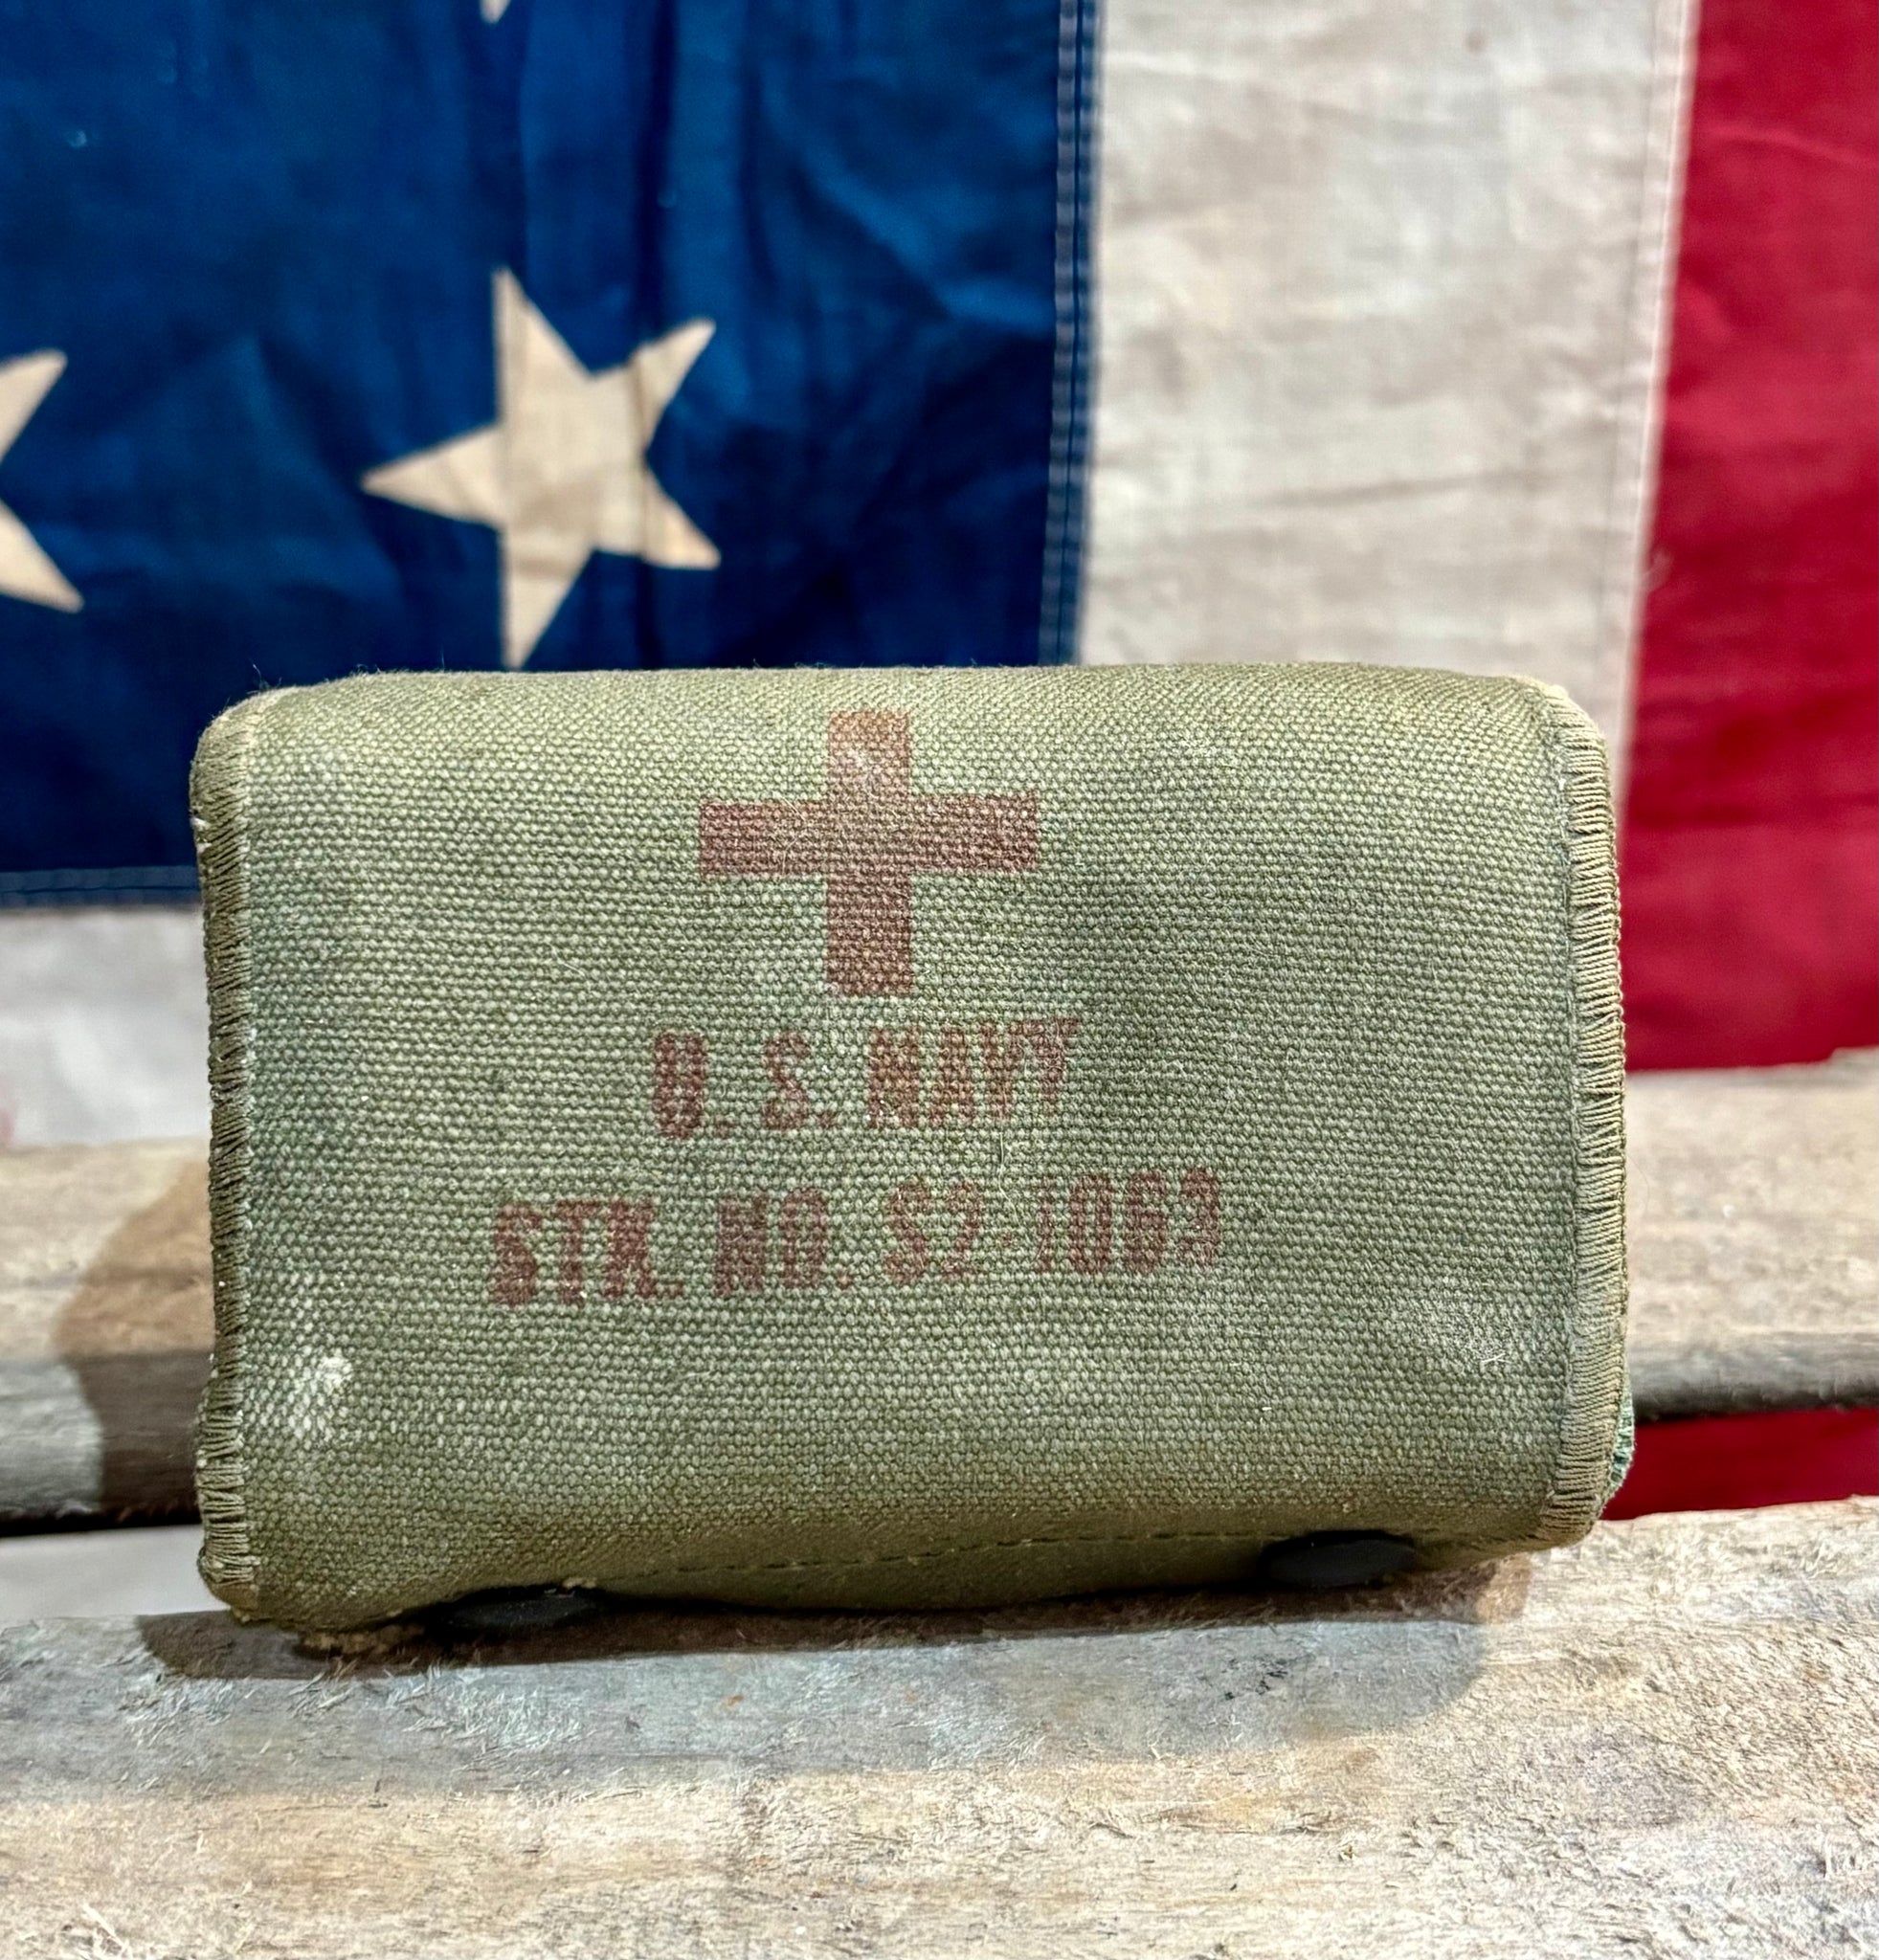 U. S. NAVY
STK. NO. S2-1063